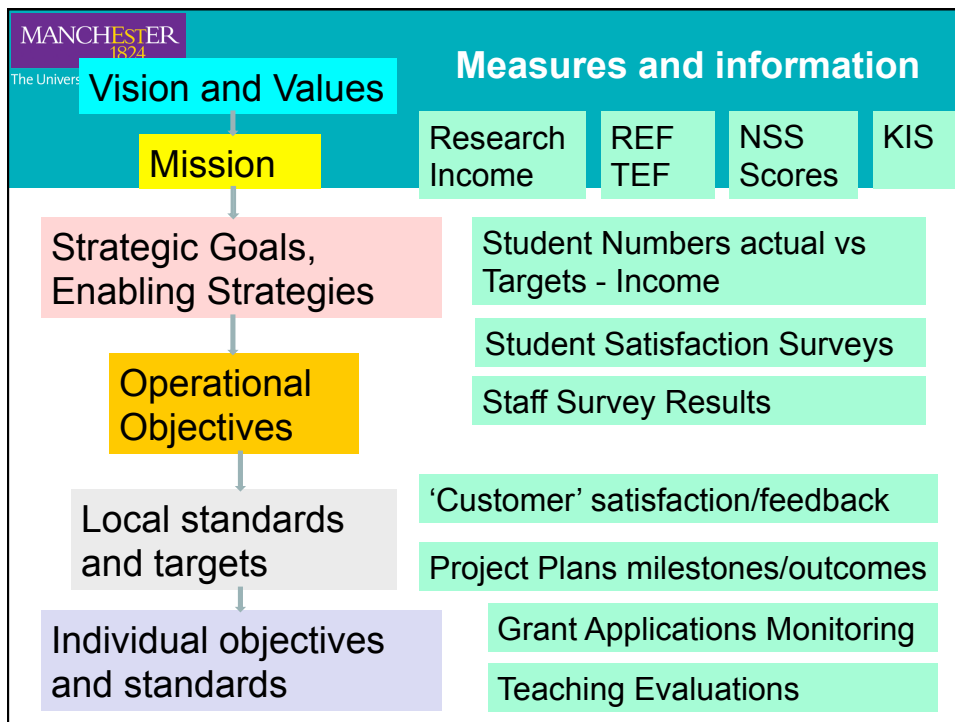 MANCHESTER
1824
The Univers
Vision and Values
Measures and information
Mission
Research
Income
REF
TEF
NSS
Scores
KIS
Strategic Goals,
Enabling Strategies
Student Numbers actual vs
Targets - Income
Student Satisfaction Surveys
Operational
Objectives
Staff Survey Results
Local standards
and targets
‘Customer’ satisfaction/feedback
Project Plans milestones/outcomes
Individual objectives
and standards
Grant Applications Monitoring
Teaching Evaluations